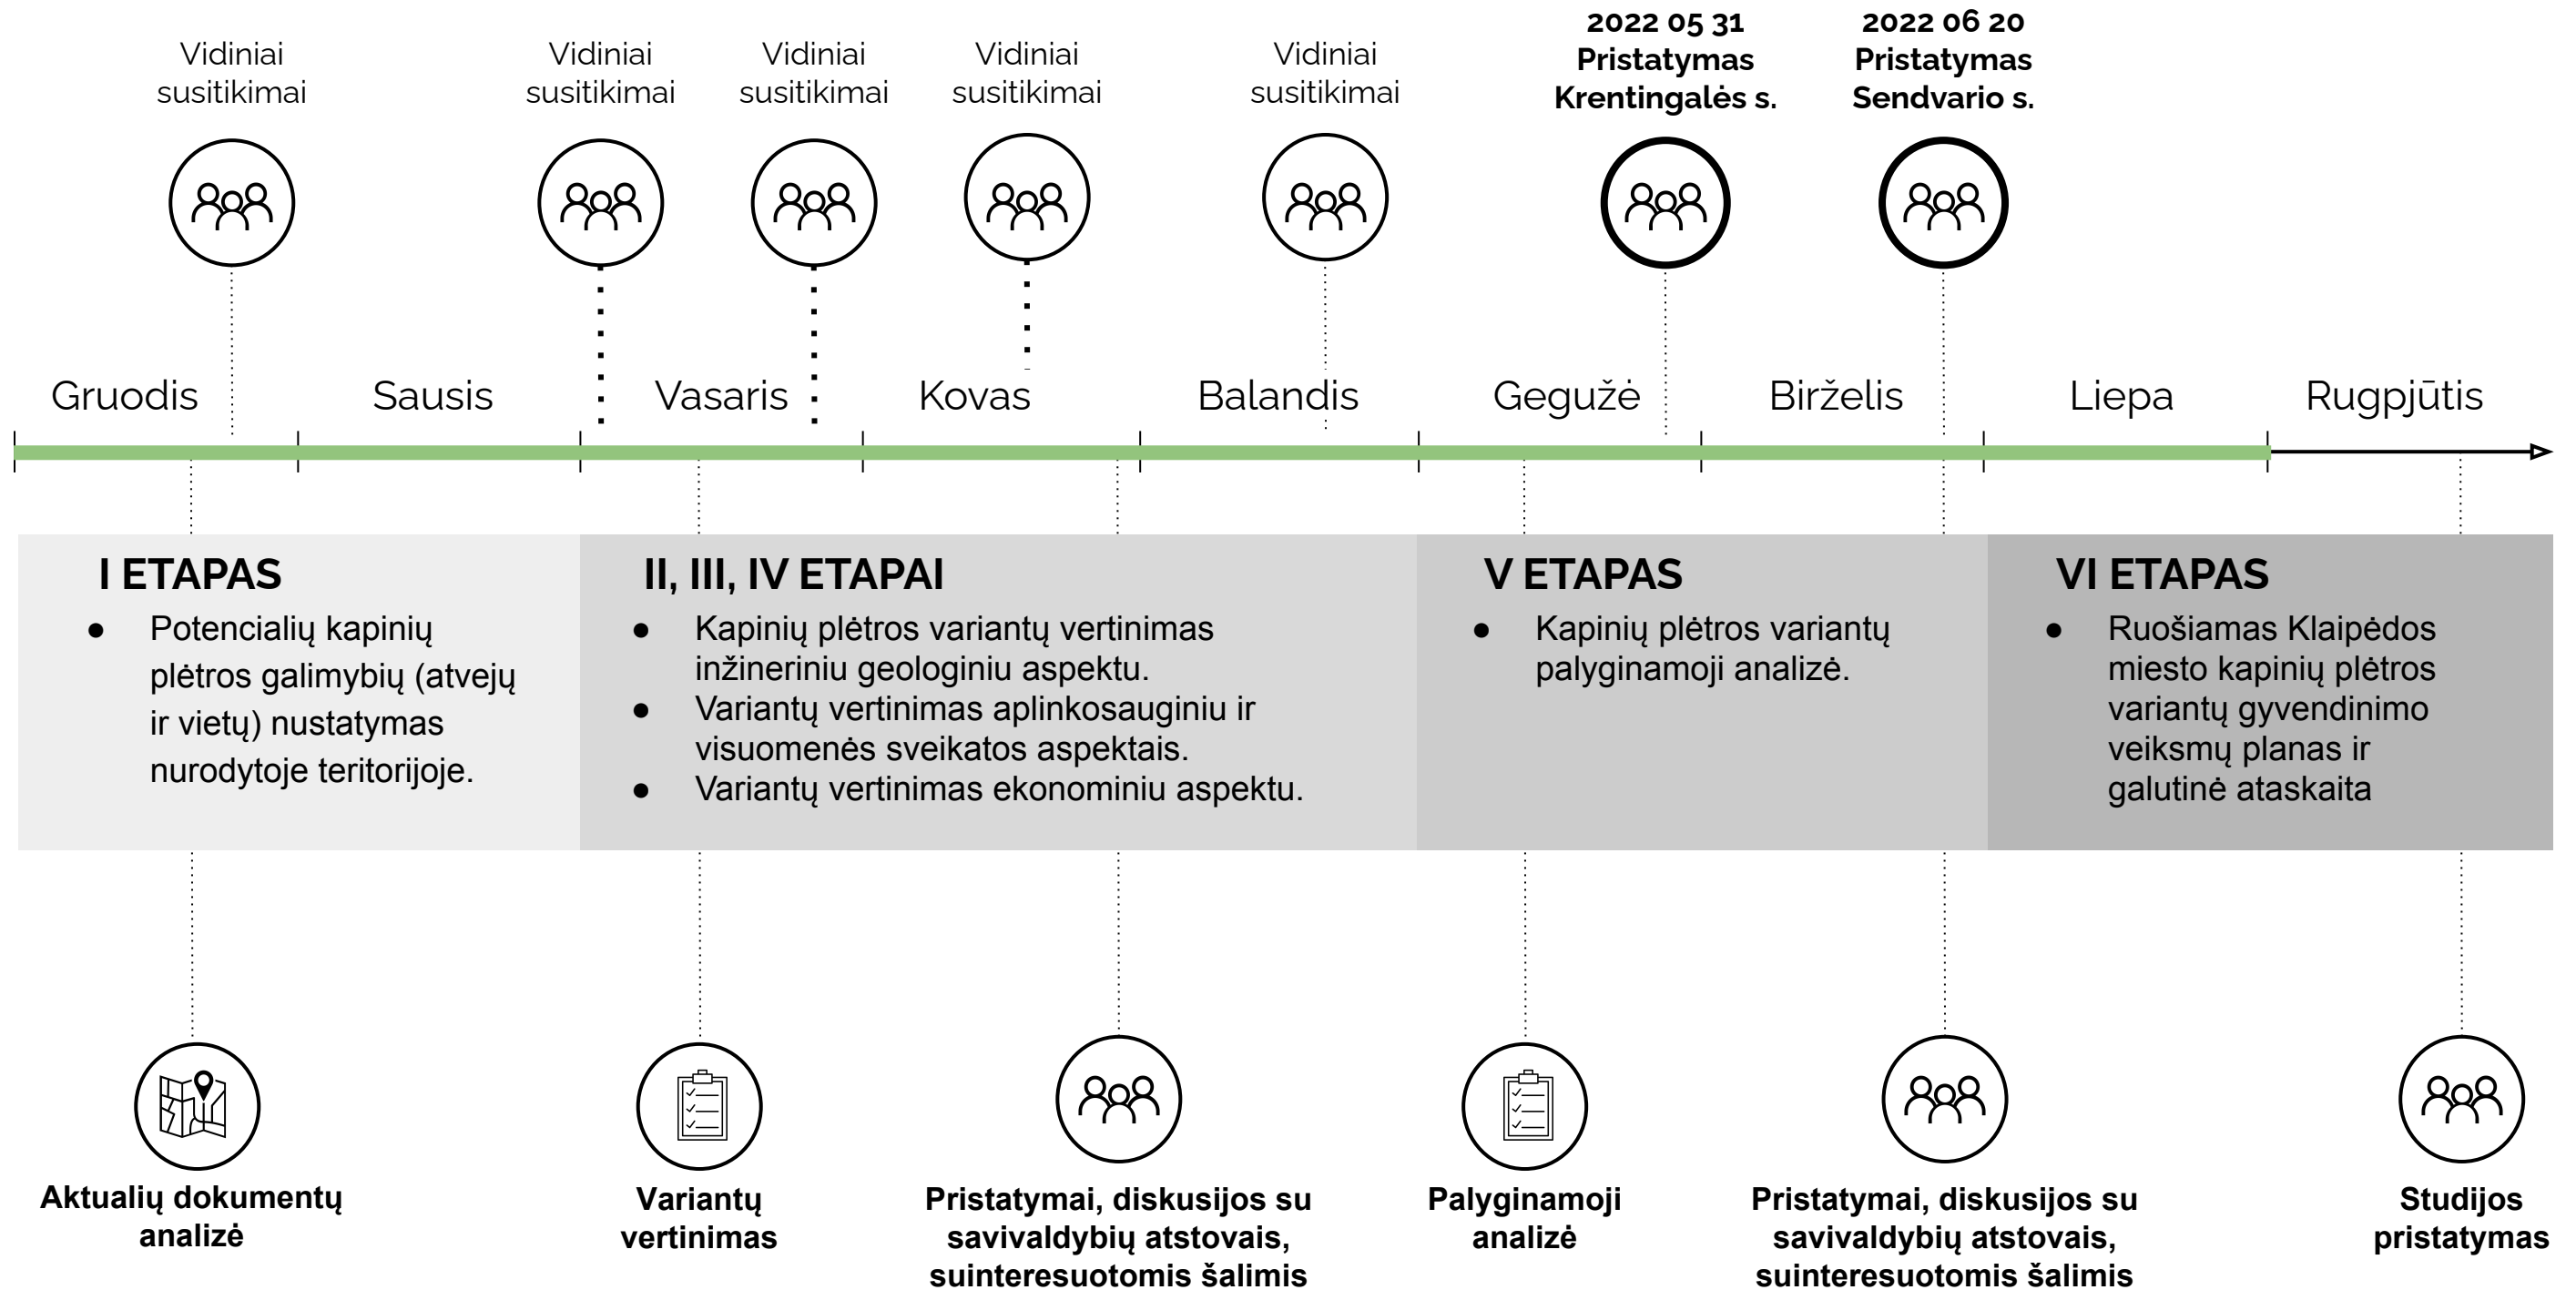 Vidiniai
susitikimai
Vidiniai
susitikimai
Vidiniai
susitikimai
Vidiniai
susitikimai
Vidiniai
susitikimai
2022 05 31
Pristatymas
Krentingalės s.
2022 06 20
Pristatymas
Sendvario s.
Gruodis
Sausis
Vasaris
Kovas
Balandis
Gegužė
Birželis
Liepa
Rugpjūtis
I ETAPAS
● Potencialių kapinių
plėtros galimybių (atvejų
ir vietų) nustatymas
nurodytoje teritorijoje.
II, III, IV ETAPAI
● Kapinių plėtros variantų vertinimas
inžineriniu geologiniu aspektu.
● Variantų vertinimas aplinkosauginiu ir
visuomenės sveikatos aspektais.
● Variantų vertinimas ekonominiu aspektu.
V ETAPAS
● Kapinių plėtros variantų
palyginamoji analizė.
VI ETAPAS
● Ruošiamas Klaipėdos
miesto kapinių plėtros
variantų gyvendinimo
veiksmų planas ir
galutinė ataskaita
Aktualių dokumentų
analizė
Variantų
vertinimas
Pristatymai, diskusijos su
savivaldybių atstovais,
suinteresuotomis šalimis
Palyginamoji
analizė
Pristatymai, diskusijos su
savivaldybių atstovais,
suinteresuotomis šalimis
Studijos
pristatymas